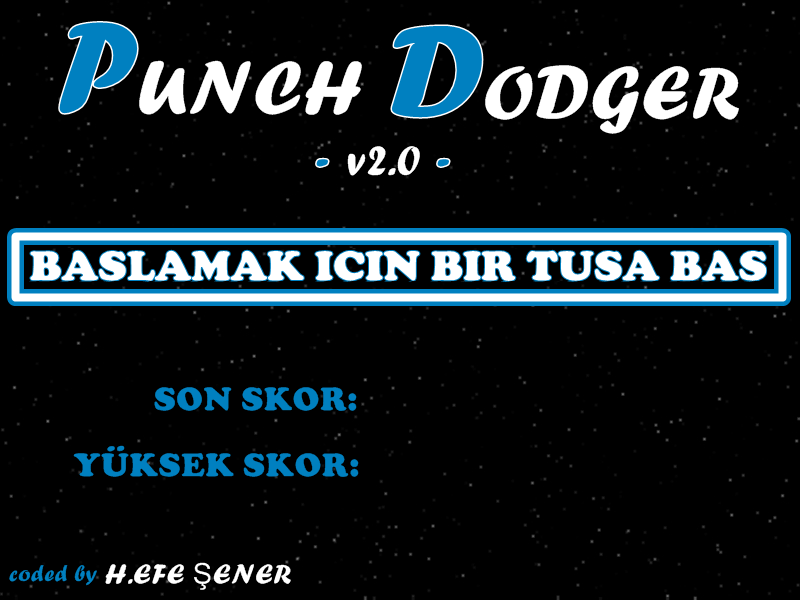 PUNCH DODGER
- v2.0 -
BASLAMAK ICIN BIR TUSA BAS
SON SKOR:
YÜKSEK SKOR:
coded by H.EFE ŞENER